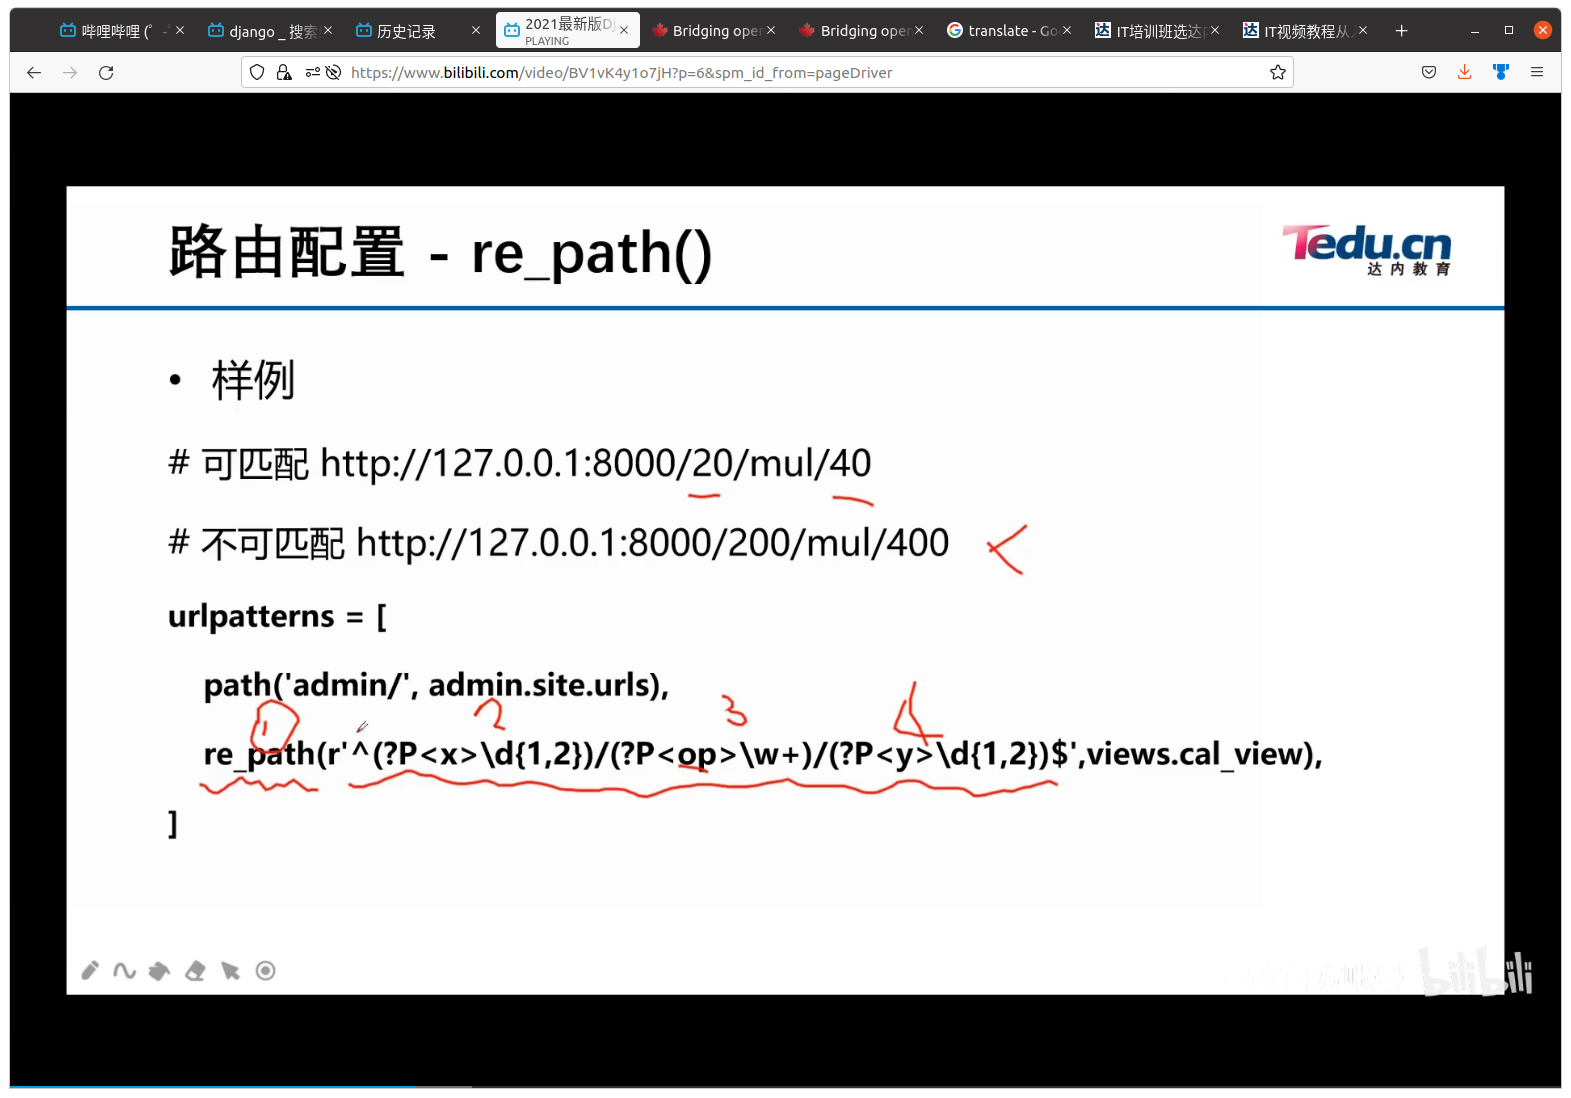 哔哩哔哩 (゜-
django _ 搜索
历史记录
2021最新版Dj
PLAYING
Bridging oper
Bridging oper
translate - Go
IT培训班选达
IT视频教程从
https://www.bilibili.com/video/BV1vK4y1o7jH?p=6&spm_id_from=pageDriver
路由配置 - re_path()
Tedu.cn
达内教育
• 样例
# 可匹配 http://127.0.0.1:8000/20/mul/40
# 不可匹配 http://127.0.0.1:8000/200/mul/400
urlpatterns = [
path('admin/', admin.site.urls),
1 2 3 4
re_path(r'^(?P<x>\d{1,2})/(?P<op>\w+)/(?P<y>\d{1,2})$',views.cal_view),
]
bilibili